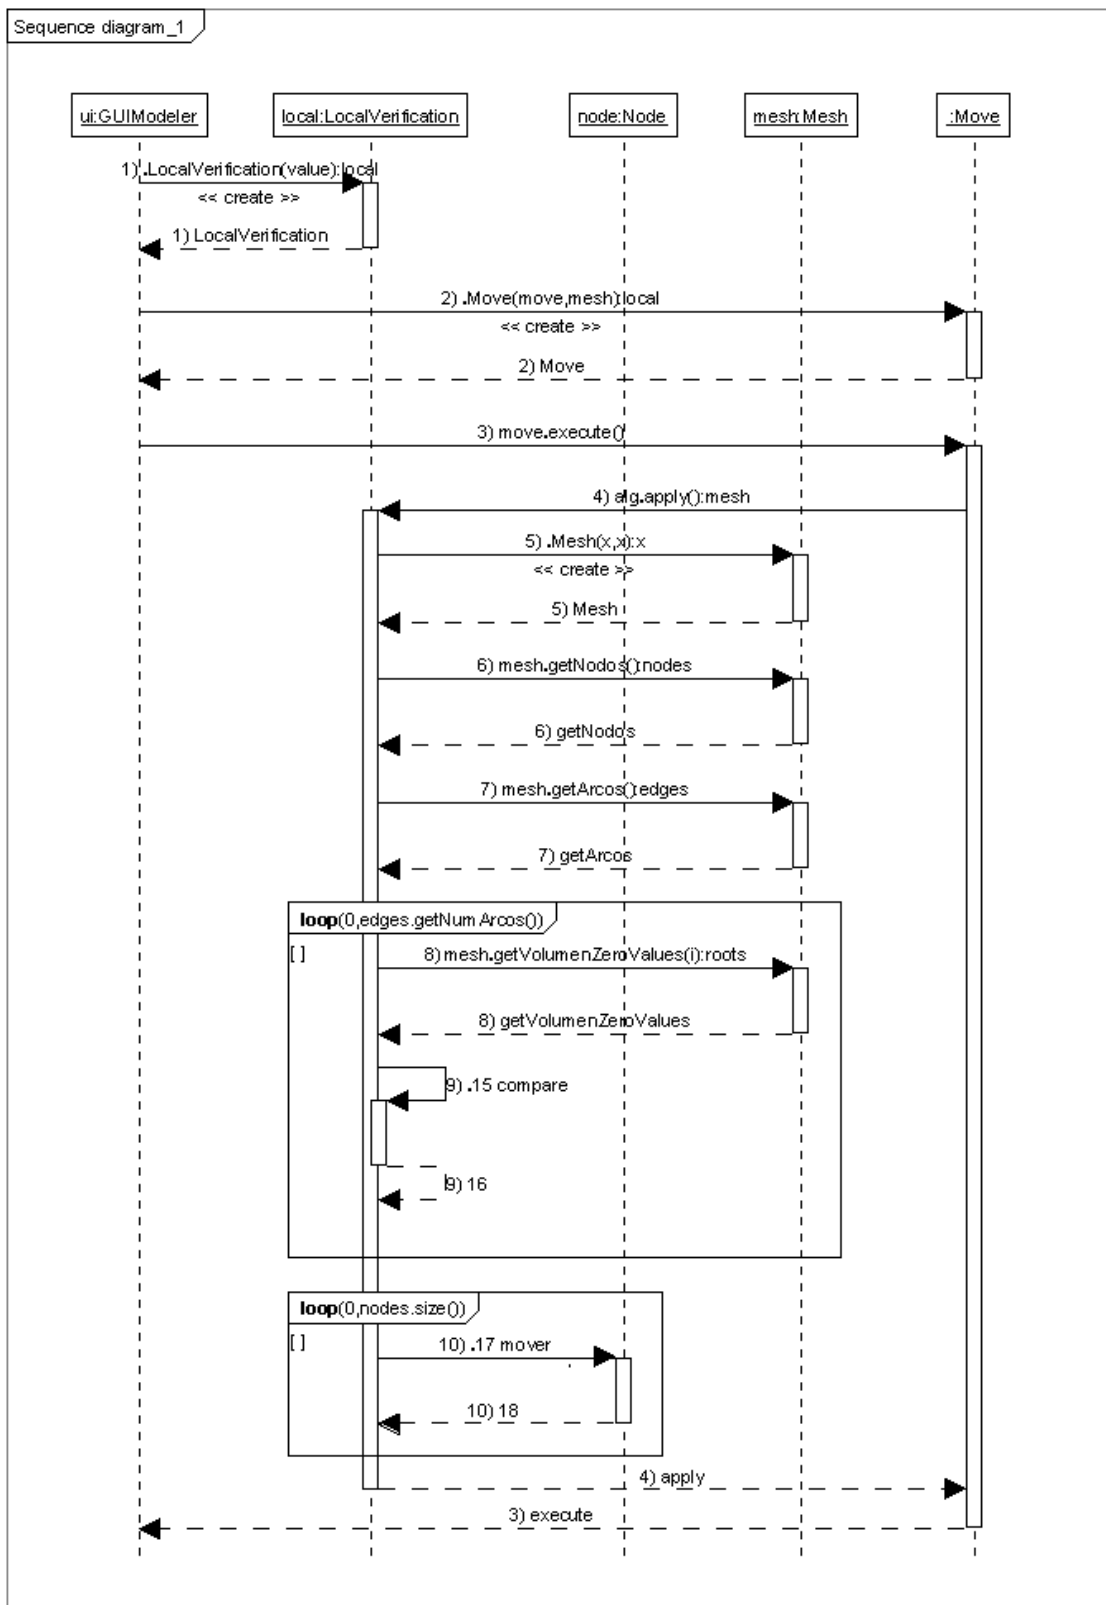 Sequence diagram_1
ui:GUIModeler
local:LocalVerification
node:Node
mesh:Mesh
:Move
1) .LocalVerification(value):local
<< create >>
1) LocalVerification
2) .Move(move,mesh):local
<< create >>
2) Move
3) move.execute()
4) alg.apply():mesh
5) .Mesh(x,x):x
<< create >>
5) Mesh
6) mesh.getNodos():nodes
6) getNodos
7) mesh.getArcos():edges
7) getArcos
loop(0,edges.getNumArcos())
[ ]
8) mesh.getVolumenZeroValues(i):roots
8) getVolumenZeroValues
9) .15 compare
9) 16
loop(0,nodes.size())
[ ]
10) .17 mover
10) 18
4) apply
3) execute